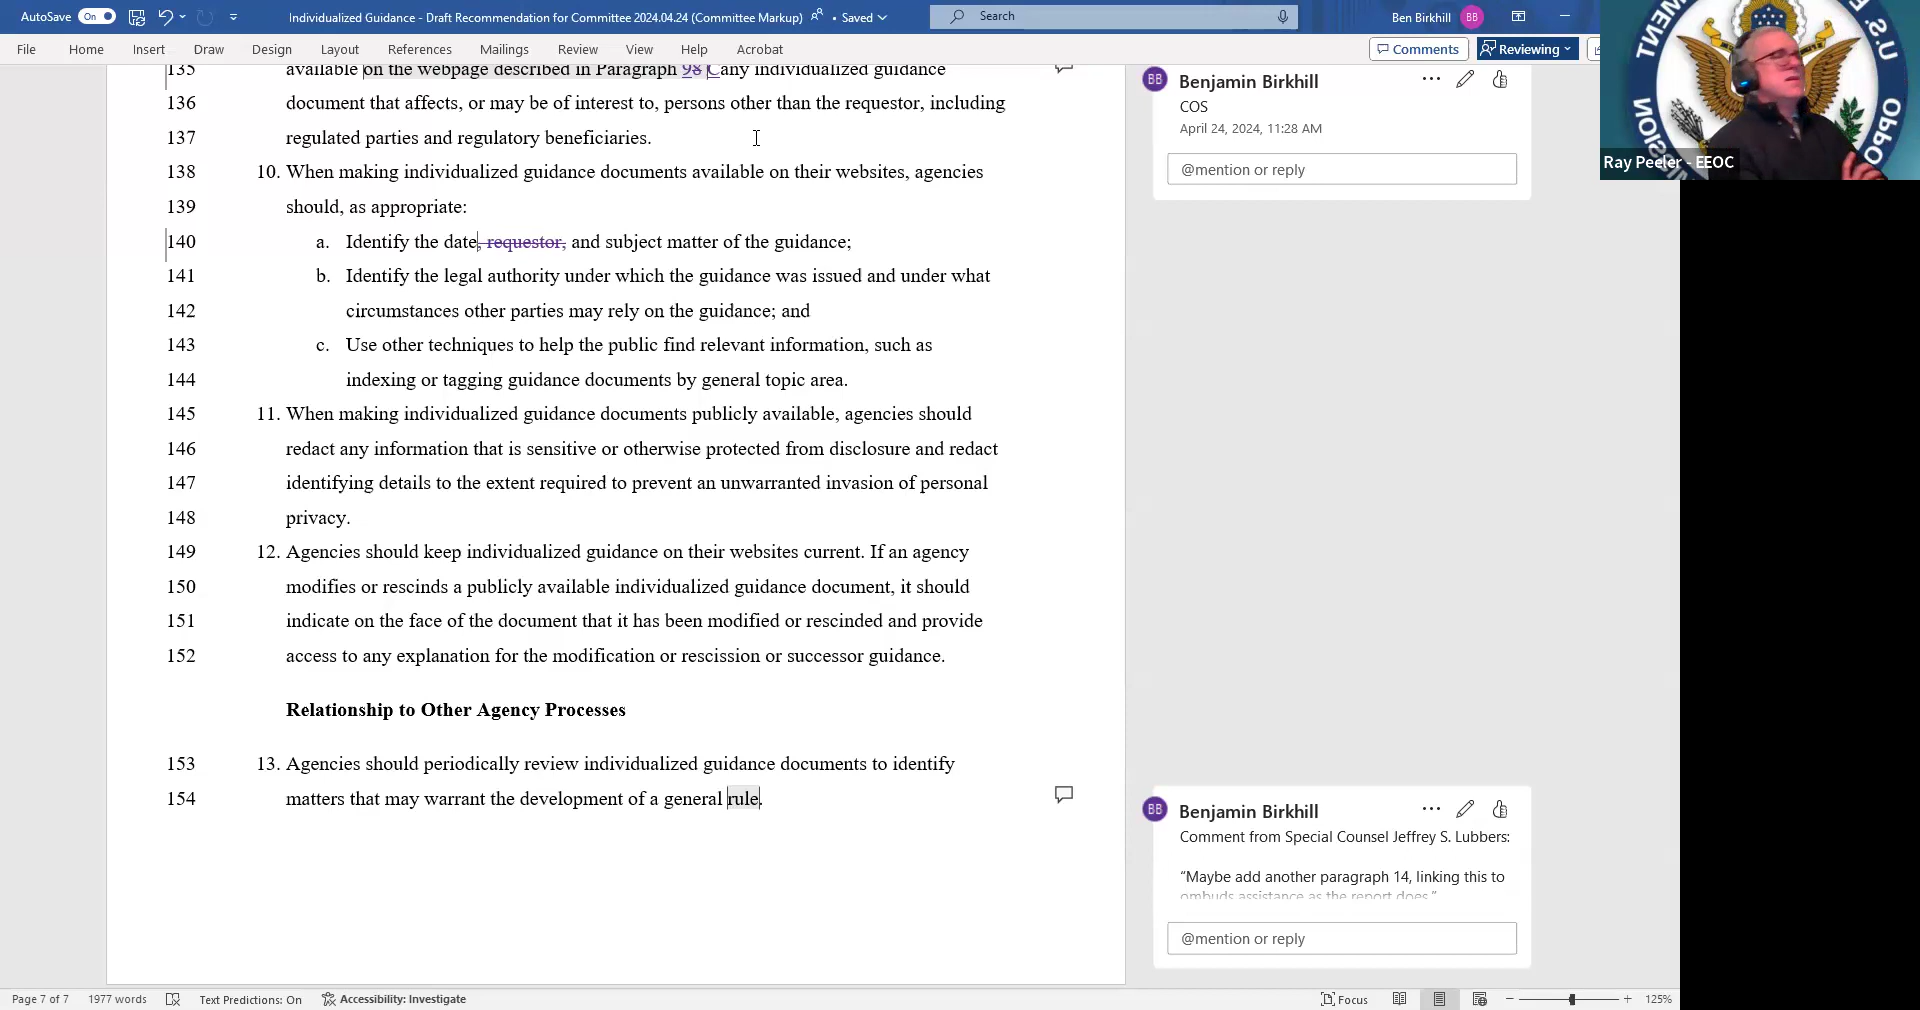 AutoSave On Individualized Guidance - Draft Recommendation for Committee 2024.04.24 (Committee Markup) • Saved Search Ben Birkhill BB
File Home Insert Draw Design Layout References Mailings Review View Help Acrobat Comments Reviewing
135 available on the webpage described in Paragraph 98 Cany individualized guidance
136 document that affects, or may be of interest to, persons other than the requestor, including
137 regulated parties and regulatory beneficiaries.
138 10. When making individualized guidance documents available on their websites, agencies
139 should, as appropriate:
140 a. Identify the date, requestor, and subject matter of the guidance;
141 b. Identify the legal authority under which the guidance was issued and under what
142 circumstances other parties may rely on the guidance; and
143 c. Use other techniques to help the public find relevant information, such as
144 indexing or tagging guidance documents by general topic area.
145 11. When making individualized guidance documents publicly available, agencies should
146 redact any information that is sensitive or otherwise protected from disclosure and redact
147 identifying details to the extent required to prevent an unwarranted invasion of personal
148 privacy.
149 12. Agencies should keep individualized guidance on their websites current. If an agency
150 modifies or rescinds a publicly available individualized guidance document, it should
151 indicate on the face of the document that it has been modified or rescinded and provide
152 access to any explanation for the modification or rescission or successor guidance.
Relationship to Other Agency Processes
153 13. Agencies should periodically review individualized guidance documents to identify
154 matters that may warrant the development of a general rule.
BB Benjamin Birkhill
COS
April 24, 2024, 11:28 AM
@mention or reply
BB Benjamin Birkhill
Comment from Special Counsel Jeffrey S. Lubbers:
“Maybe add another paragraph 14, linking this to
ombuds assistance as the report does.”
@mention or reply
U.S. E
MENT
OPPO
MISSION
Ray Peeler - EEOC
Page 7 of 7 1977 words Text Predictions: On Accessibility: Investigate Focus 125%